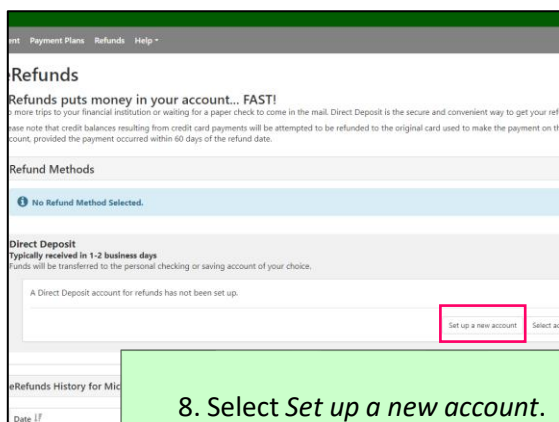 ent Payment Plans Refunds Help
eRefunds
Refunds puts money in your account... FAST!
o more trips to your financial institution or waiting for a paper check to come in the mail. Direct Deposit is the secure and convenient way to get your ref
ease note that credit balances resulting from credit card payments will be attempted to be refunded to the original card used to make the payment on th
count, provided the payment occurred within 60 days of the refund date.
Refund Methods
No Refund Method Selected.
Direct Deposit
Typically received in 1-2 business days
Funds will be transferred to the personal checking or saving account of your choice.
A Direct Deposit account for refunds has not been set up.
Set up a new account Select ac
eRefunds History for Mic
8. Select Set up a new account.
Date